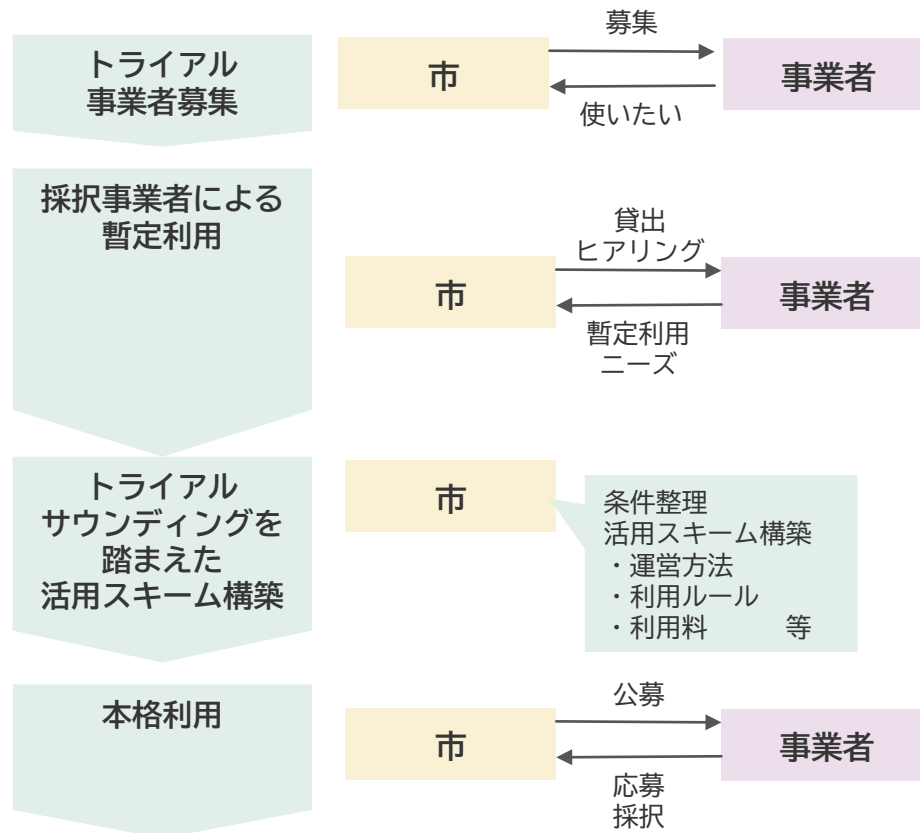 トライアル
事業者募集
市
募集
使いたい
事業者
採択事業者による
暫定利用
市
貸出
ヒアリング
暫定利用
ニーズ
事業者
トライアル
サウンディングを
踏まえた
活用スキーム構築
市
条件整理
活用スキーム構築
・運営方法
・利用ルール
・利用料　　　等
本格利用
市
公募
応募
採択
事業者